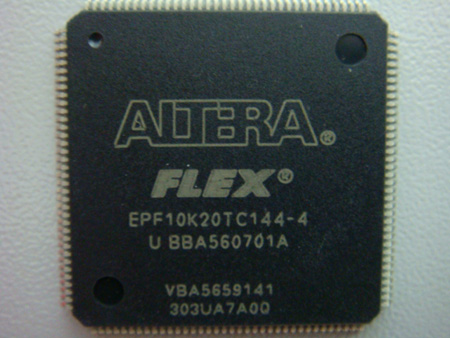 ALTERA®
FLEX®
EPF10K20TC144-4
U BBA560701A
VBA5659141
303UA7A00